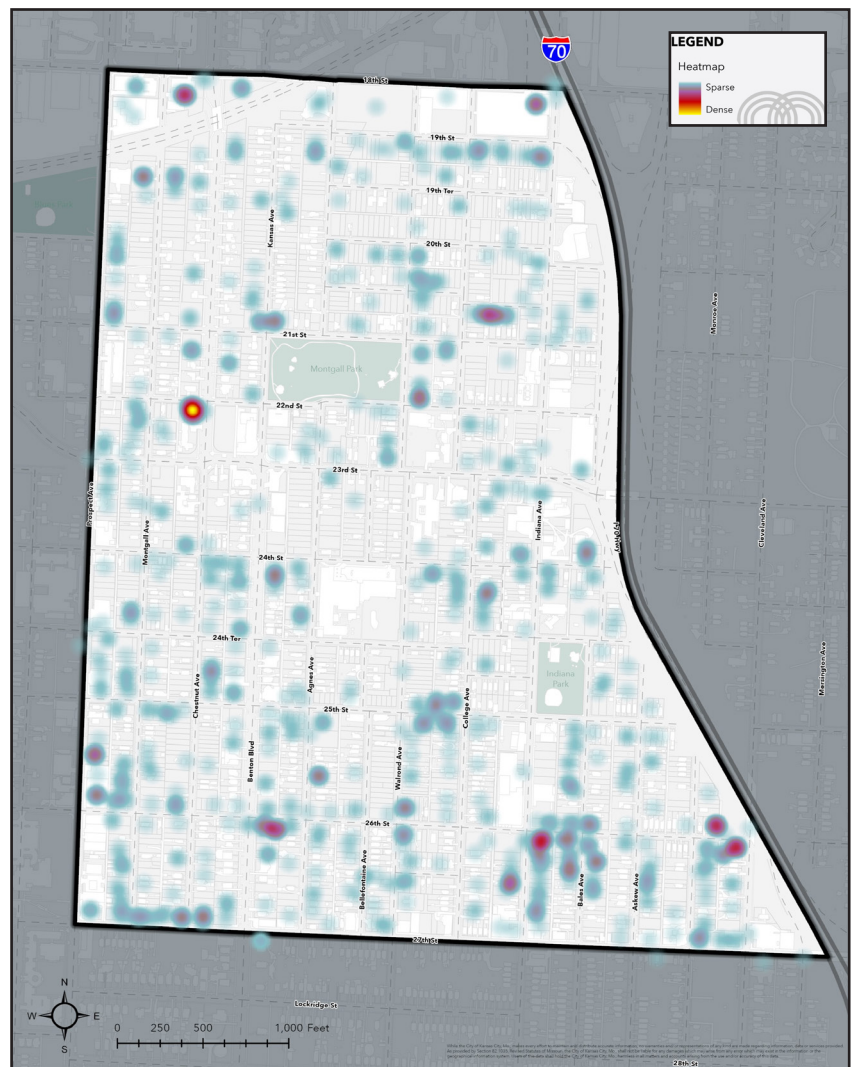 70
LEGEND
Heatmap
Sparse
Dense
18th St
19th St
19th Ter
Kansas Ave
20th St
Monroe Ave
21st St
Montgall Park
22nd St
23rd St
Prospect Ave
Montgall Ave
Indiana Ave
Cleveland Ave
24th St
24th Ter
Agnes Ave
Indiana
Park
Mersington Ave
Chestnut Ave
25th St
College Ave
Benton Blvd
Walrond Ave
26th St
Bellefontaine Ave
Bales Ave
Askew Ave
27th St
N
W
E
S
Lockridge St
0
250
500
1,000 Feet
28th St